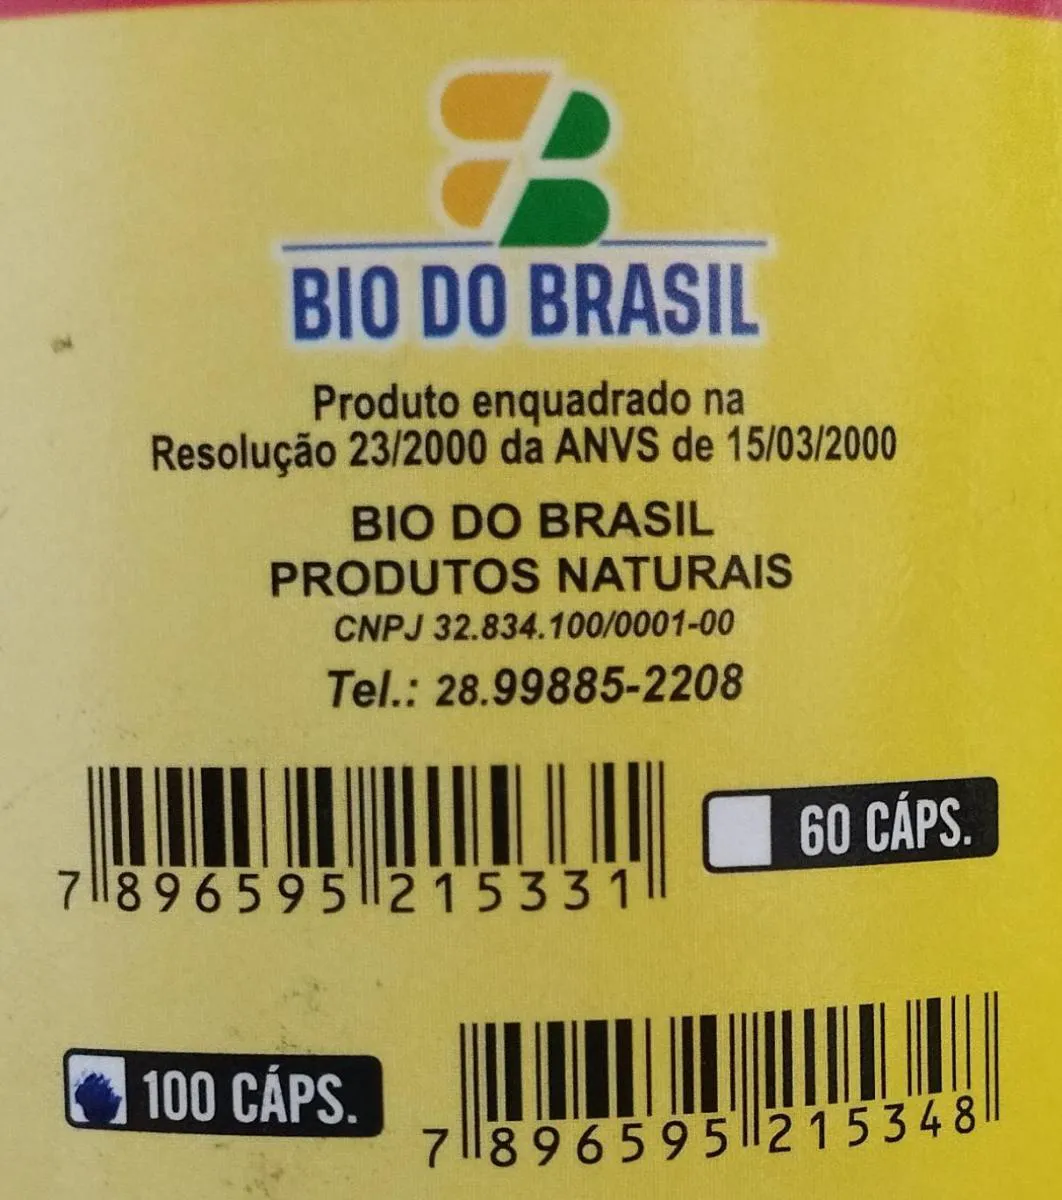 BIO DO BRASIL
Produto enquadrado na
Resolução 23/2000 da ANVS de 15/03/2000
BIO DO BRASIL
PRODUTOS NATURAIS
CNPJ 32.834.100/0001-00
Tel.: 28.99885-2208
7 896595 215331
60 CÁPS.
100 CÁPS.
7 896595 215348